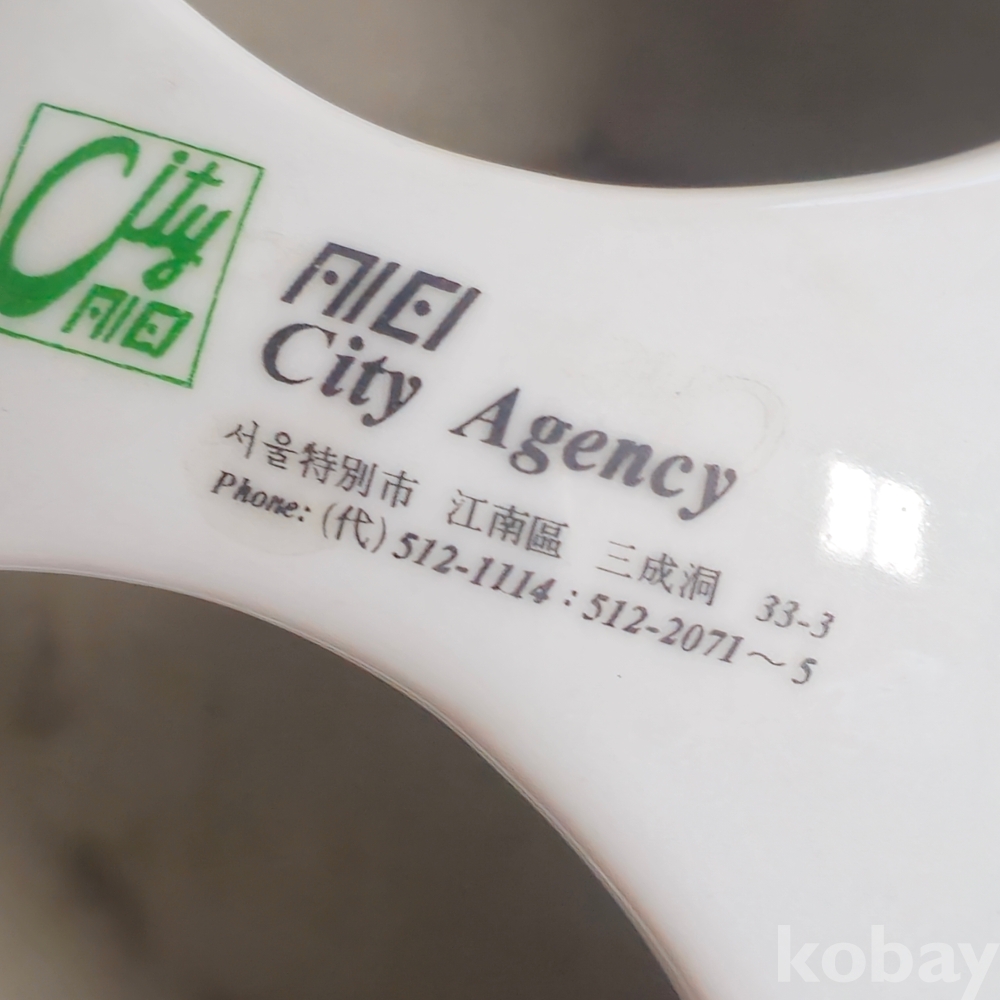 City
시티
시티
City Agency
서울特別市 江南區 三成洞 33-3
Phone: (代) 512-1114 : 512-2071~5
kobay